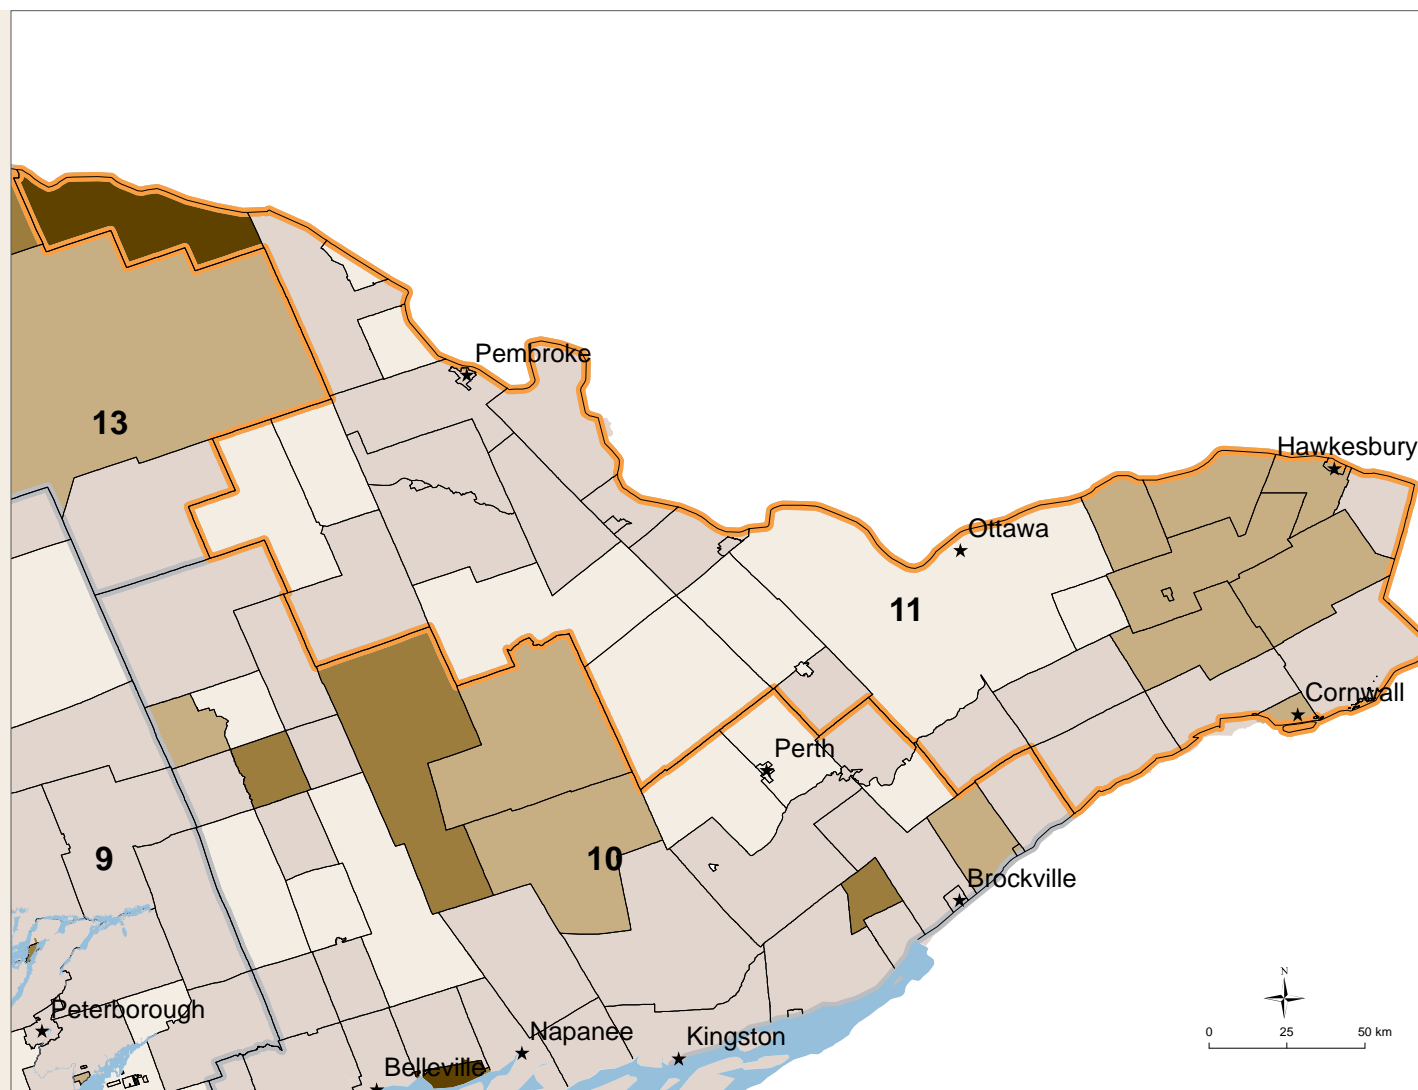 Pembroke
13
Hawkesbury
Ottawa
11
Cornwall
Perth
9
10
Brockville
N
Peterborough
Napanee
Kingston
0 25 50 km
Belleville